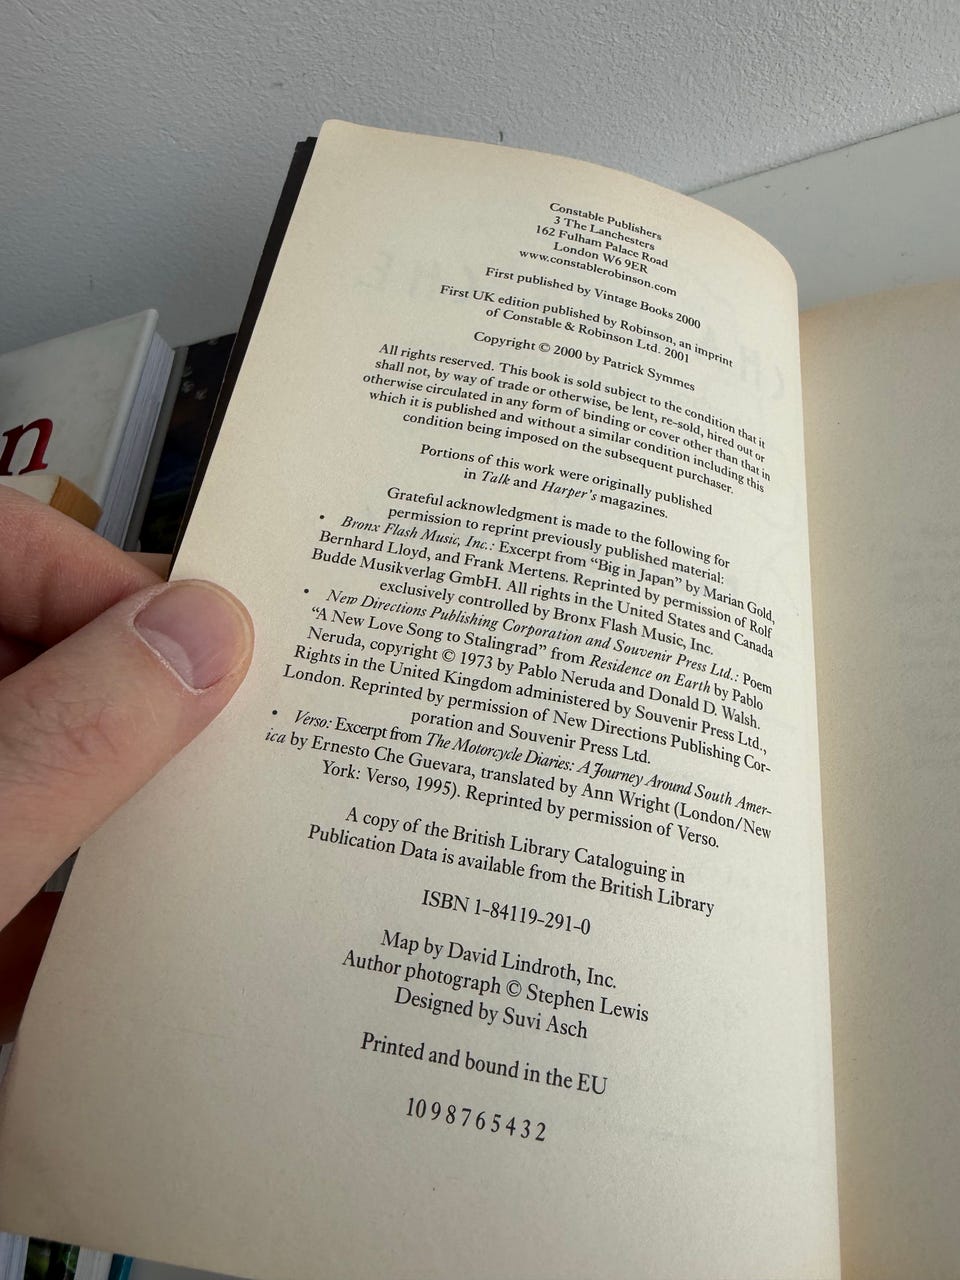 Constable Publishers
3 The Lanchesters
162 Fulham Palace Road
London W6 9ER
www.constablerobinson.com
First published by Vintage Books 2000
First UK edition published by Robinson, an imprint
of Constable & Robinson Ltd. 2001
Copyright © 2000 by Patrick Symmes
All rights reserved. This book is sold subject to the condition that it
shall not, by way of trade or otherwise, be lent, re-sold, hired out or
otherwise circulated in any form of binding or cover other than that in
which it is published and without a similar condition including this
condition being imposed on the subsequent purchaser.
Portions of this work were originally published
in Talk and Harper's magazines.
Grateful acknowledgment is made to the following for
permission to reprint previously published material:
• Bronx Flash Music, Inc.: Excerpt from “Big in Japan” by Marian Gold,
Bernhard Lloyd, and Frank Mertens. Reprinted by permission of Rolf
Budde Musikverlag GmbH. All rights in the United States and Canada
exclusively controlled by Bronx Flash Music, Inc.
• New Directions Publishing Corporation and Souvenir Press Ltd.: Poem
“A New Love Song to Stalingrad” from Residence on Earth by Pablo
Neruda, copyright © 1973 by Pablo Neruda and Donald D. Walsh.
Rights in the United Kingdom administered by Souvenir Press Ltd.,
London. Reprinted by permission of New Directions Publishing Cor-
poration and Souvenir Press Ltd.
• Verso: Excerpt from The Motorcycle Diaries: A Journey Around South Amer-
ica by Ernesto Che Guevara, translated by Ann Wright (London/New
York: Verso, 1995). Reprinted by permission of Verso.
A copy of the British Library Cataloguing in
Publication Data is available from the British Library
ISBN 1-84119-291-0
Map by David Lindroth, Inc.
Author photograph © Stephen Lewis
Designed by Suvi Asch
Printed and bound in the EU
10 9 8 7 6 5 4 3 2
n